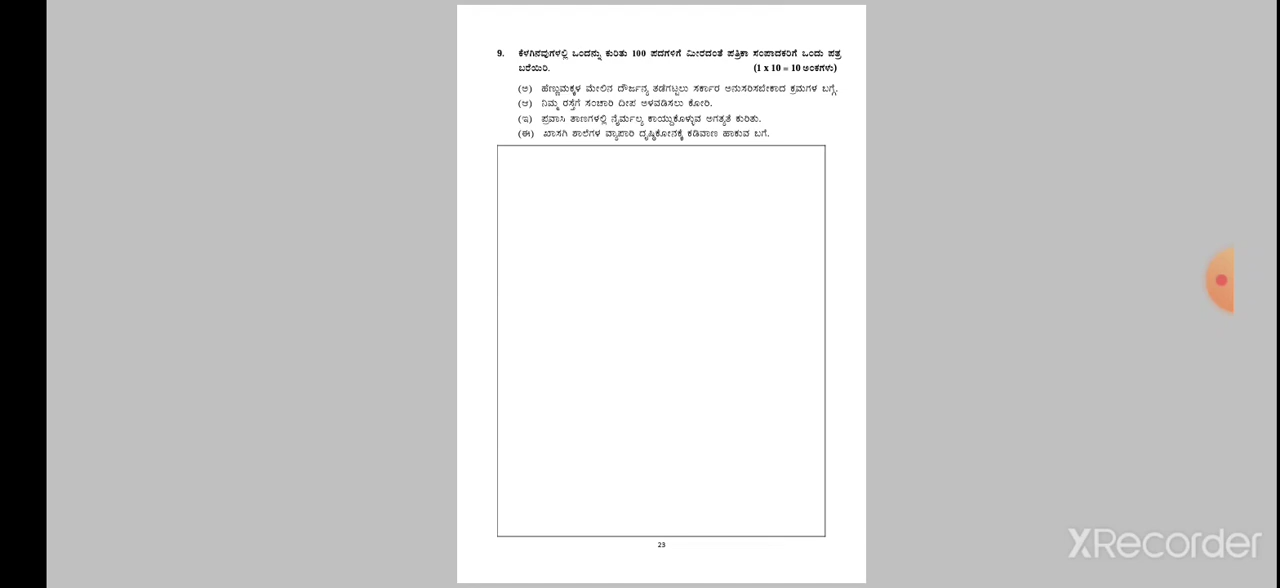 9. ಕೆಳಗಿನವುಗಳಲ್ಲಿ ಒಂದನ್ನು ಕುರಿತು 100 ಪದಗಳಿಗೆ ಮೀರದಂತೆ ಪತ್ರಿಕಾ ಸಂಪಾದಕರಿಗೆ ಒಂದು ಪತ್ರ
ಬರೆಯಿರಿ. (1 x 10 = 10 ಅಂಕಗಳು)
(ಅ) ಹೆಣ್ಣುಮಕ್ಕಳ ಮೇಲಿನ ದೌರ್ಜನ್ಯ ತಡೆಗಟ್ಟಲು ಸರ್ಕಾರ ಅನುಸರಿಸಬೇಕಾದ ಕ್ರಮಗಳ ಬಗ್ಗೆ.
(ಆ) ನಿಮ್ಮ ರಸ್ತೆಗೆ ಸಂಚಾರಿ ದೀಪ ಅಳವಡಿಸಲು ಕೋರಿ.
(ಇ) ಪ್ರವಾಸಿ ತಾಣಗಳಲ್ಲಿ ನೈರ್ಮಲ್ಯ ಕಾಯ್ದುಕೊಳ್ಳುವ ಅಗತ್ಯತೆ ಕುರಿತು.
(ಈ) ಖಾಸಗಿ ಶಾಲೆಗಳ ವ್ಯಾಪಾರಿ ದೃಷ್ಟಿಕೋನಕ್ಕೆ ಕಡಿವಾಣ ಹಾಕುವ ಬಗೆ.
23
XRecorder